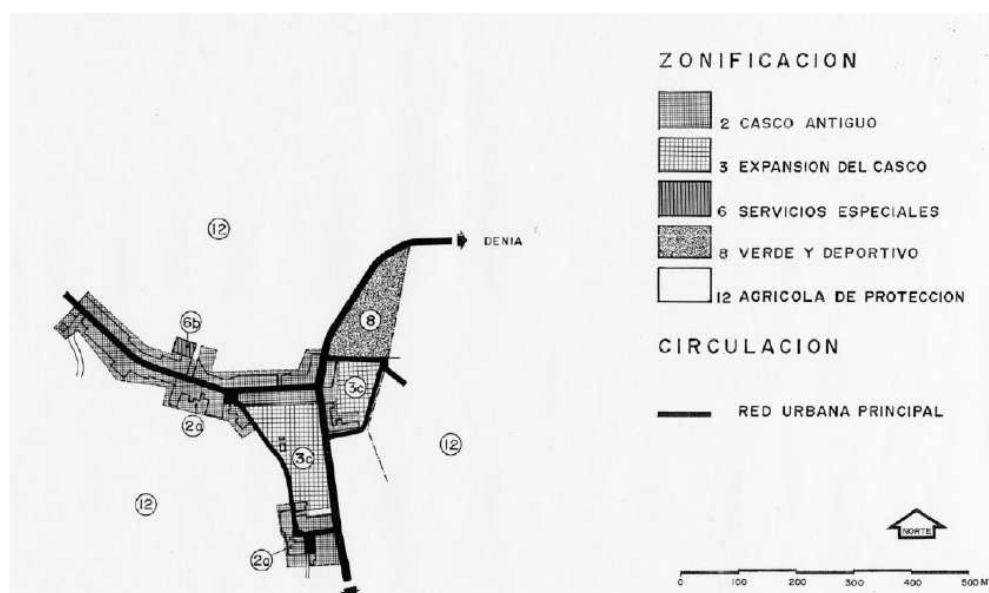 ZONIFICACION
2 CASCO ANTIGUO
3 EXPANSION DEL CASCO
6 SERVICIOS ESPECIALES
8 VERDE Y DEPORTIVO
12 AGRICOLA DE PROTECCION
CIRCULACION
RED URBANA PRINCIPAL
NORTE
0 100 200 300 400 500 M
12
DENIA
6b
8
3c
2a
3c
12
12
2a